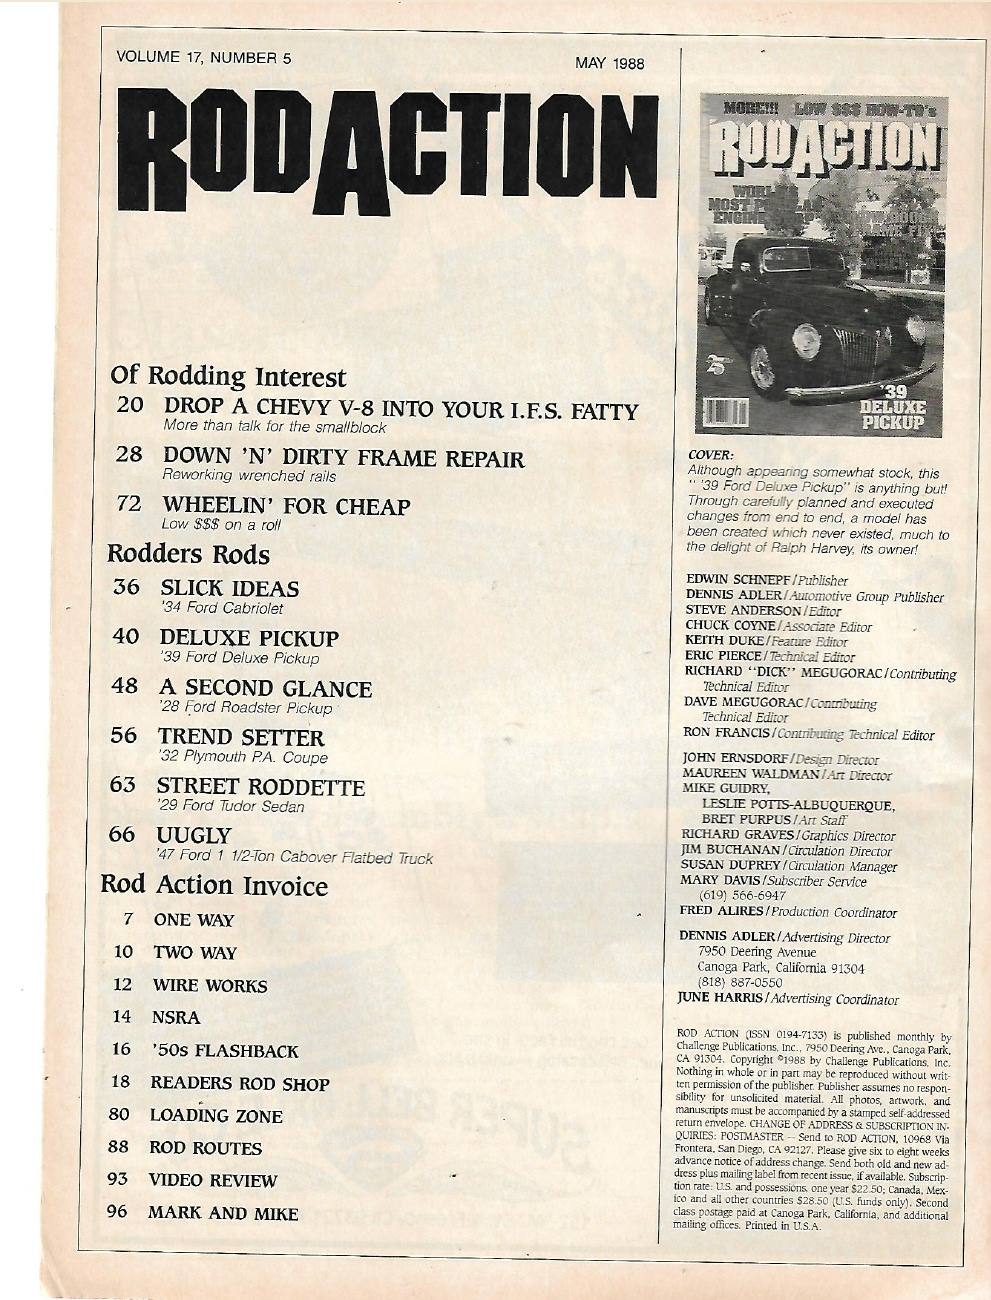 VOLUME 17, NUMBER 5
MAY 1988
RODACTION
Of Rodding Interest
20 DROP A CHEVY V-8 INTO YOUR I.F.S. FATTY
More than talk for the smallblock
28 DOWN 'N' DIRTY FRAME REPAIR
Reworking wrenched rails
72 WHEELIN' FOR CHEAP
Low $$$ on a roll
Rodders Rods
36 SLICK IDEAS
'34 Ford Cabriolet
40 DELUXE PICKUP
'39 Ford Deluxe Pickup
48 A SECOND GLANCE
'28 Ford Roadster Pickup
56 TREND SETTER
'32 Plymouth P.A. Coupe
63 STREET RODDETTE
'29 Ford Tudor Sedan
66 UUGLY
'47 Ford 1 1/2-Ton Cabover Flatbed Truck
Rod Action Invoice
7 ONE WAY
10 TWO WAY
12 WIRE WORKS
14 NSRA
16 '50s FLASHBACK
18 READERS ROD SHOP
80 LOADING ZONE
88 ROD ROUTES
93 VIDEO REVIEW
96 MARK AND MIKE
MORE!!! LOW $$$ HOW-TO's
RODACTION
MOST
ENGINE
25
'39
DELUXE
PICKUP
COVER:
Although appearing somewhat stock, this
" '39 Ford Deluxe Pickup" is anything but!
Through carefully planned and executed
changes from end to end, a model has
been created which never existed, much to
the delight of Ralph Harvey, its owner!
EDWIN SCHNEPF/Publisher
DENNIS ADLER/Automotive Group Publisher
STEVE ANDERSON/Editor
CHUCK COYNE/Associate Editor
KEITH DUKE/Feature Editor
ERIC PIERCE/Technical Editor
RICHARD "DICK" MEGUGORAC/Contributing
Technical Editor
DAVE MEGUGORAC/Contributing
Technical Editor
RON FRANCIS/Contributing Technical Editor
JOHN ERNSDORF/Design Director
MAUREEN WALDMAN/Art Director
MIKE GUIDRY,
LESLIE POTTS-ALBUQUERQUE,
BRET PURPUS/Art Staff
RICHARD GRAVES/Graphics Director
JIM BUCHANAN/Circulation Director
SUSAN DUPREY/Circulation Manager
MARY DAVIS/Subscriber Service
(619) 566-6947
FRED ALIRES/Production Coordinator
DENNIS ADLER/Advertising Director
7950 Deering Avenue
Canoga Park, California 91304
(818) 887-0550
JUNE HARRIS/Advertising Coordinator
ROD ACTION (ISSN 0194-7133) is published monthly by
Challenge Publications, Inc., 7950 Deering Ave., Canoga Park,
CA 91304. Copyright ©1988 by Challenge Publications, Inc.
Nothing in whole or in part may be reproduced without writ-
ten permission of the publisher. Publisher assumes no respon-
sibility for unsolicited material. All photos, artwork, and
manuscripts must be accompanied by a stamped self-addressed
return envelope. CHANGE OF ADDRESS & SUBSCRIPTION IN-
QUIRIES: POSTMASTER — Send to ROD ACTION, 10968 Via
Frontera, San Diego, CA 92127. Please give six to eight weeks
advance notice of address change. Send both old and new ad-
dress plus mailing label from recent issue, if available. Subscrip-
tion rate: U.S. and possessions, one year $22.50; Canada, Mex-
ico and all other countries $28.50 (U.S. funds only). Second
class postage paid at Canoga Park, California, and additional
mailing offices. Printed in U.S.A.